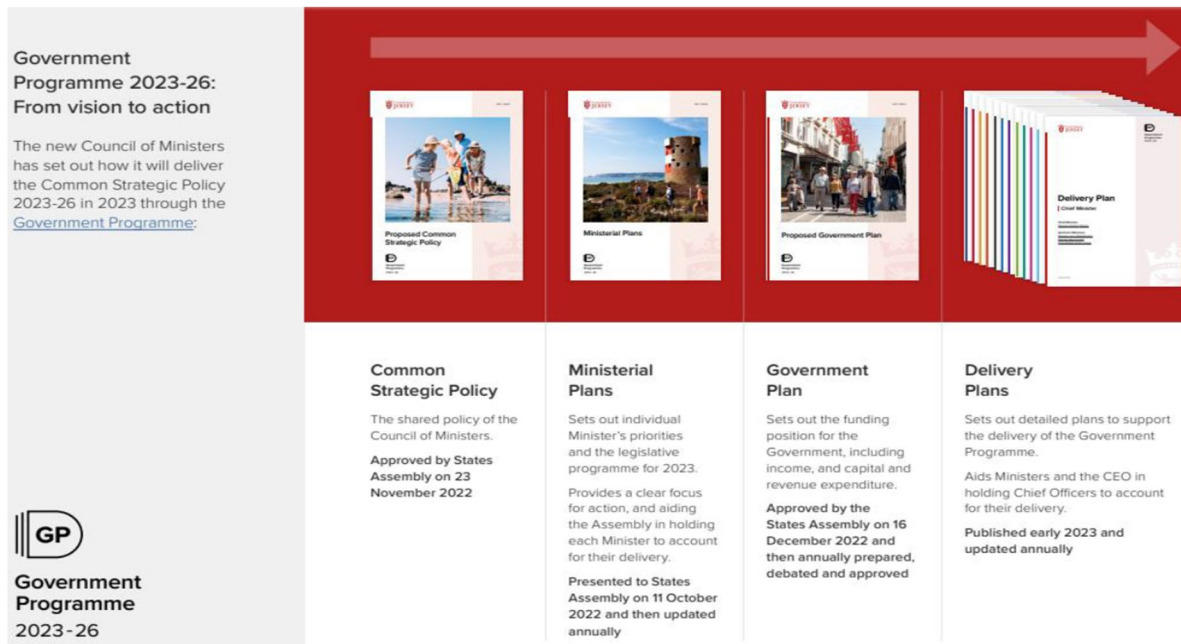 Government
Programme 2023-26:
From vision to action
The new Council of Ministers
has set out how it will deliver
the Common Strategic Policy
2023-26 in 2023 through the
Government Programme:
GP
Government
Programme
2023-26
JERSEY
Proposed Common
Strategic Policy
JERSEY
Ministerial Plans
JERSEY
Proposed Government Plan
JERSEY
Delivery Plan
Chief Minister
Common
Strategic Policy
The shared policy of the
Council of Ministers.
Approved by States
Assembly on 23
November 2022
Ministerial
Plans
Sets out individual
Minister's priorities
and the legislative
programme for 2023.
Provides a clear focus
for action, and aiding
the Assembly in holding
each Minister to account
for their delivery.
Presented to States
Assembly on 11 October
2022 and then updated
annually
Government
Plan
Sets out the funding
position for the
Government, including
income, and capital and
revenue expenditure.
Approved by the
States Assembly on 16
December 2022 and
then annually prepared,
debated and approved
Delivery
Plans
Sets out detailed plans to support
the delivery of the Government
Programme.
Aids Ministers and the CEO in
holding Chief Officers to account
for their delivery.
Published early 2023 and
updated annually